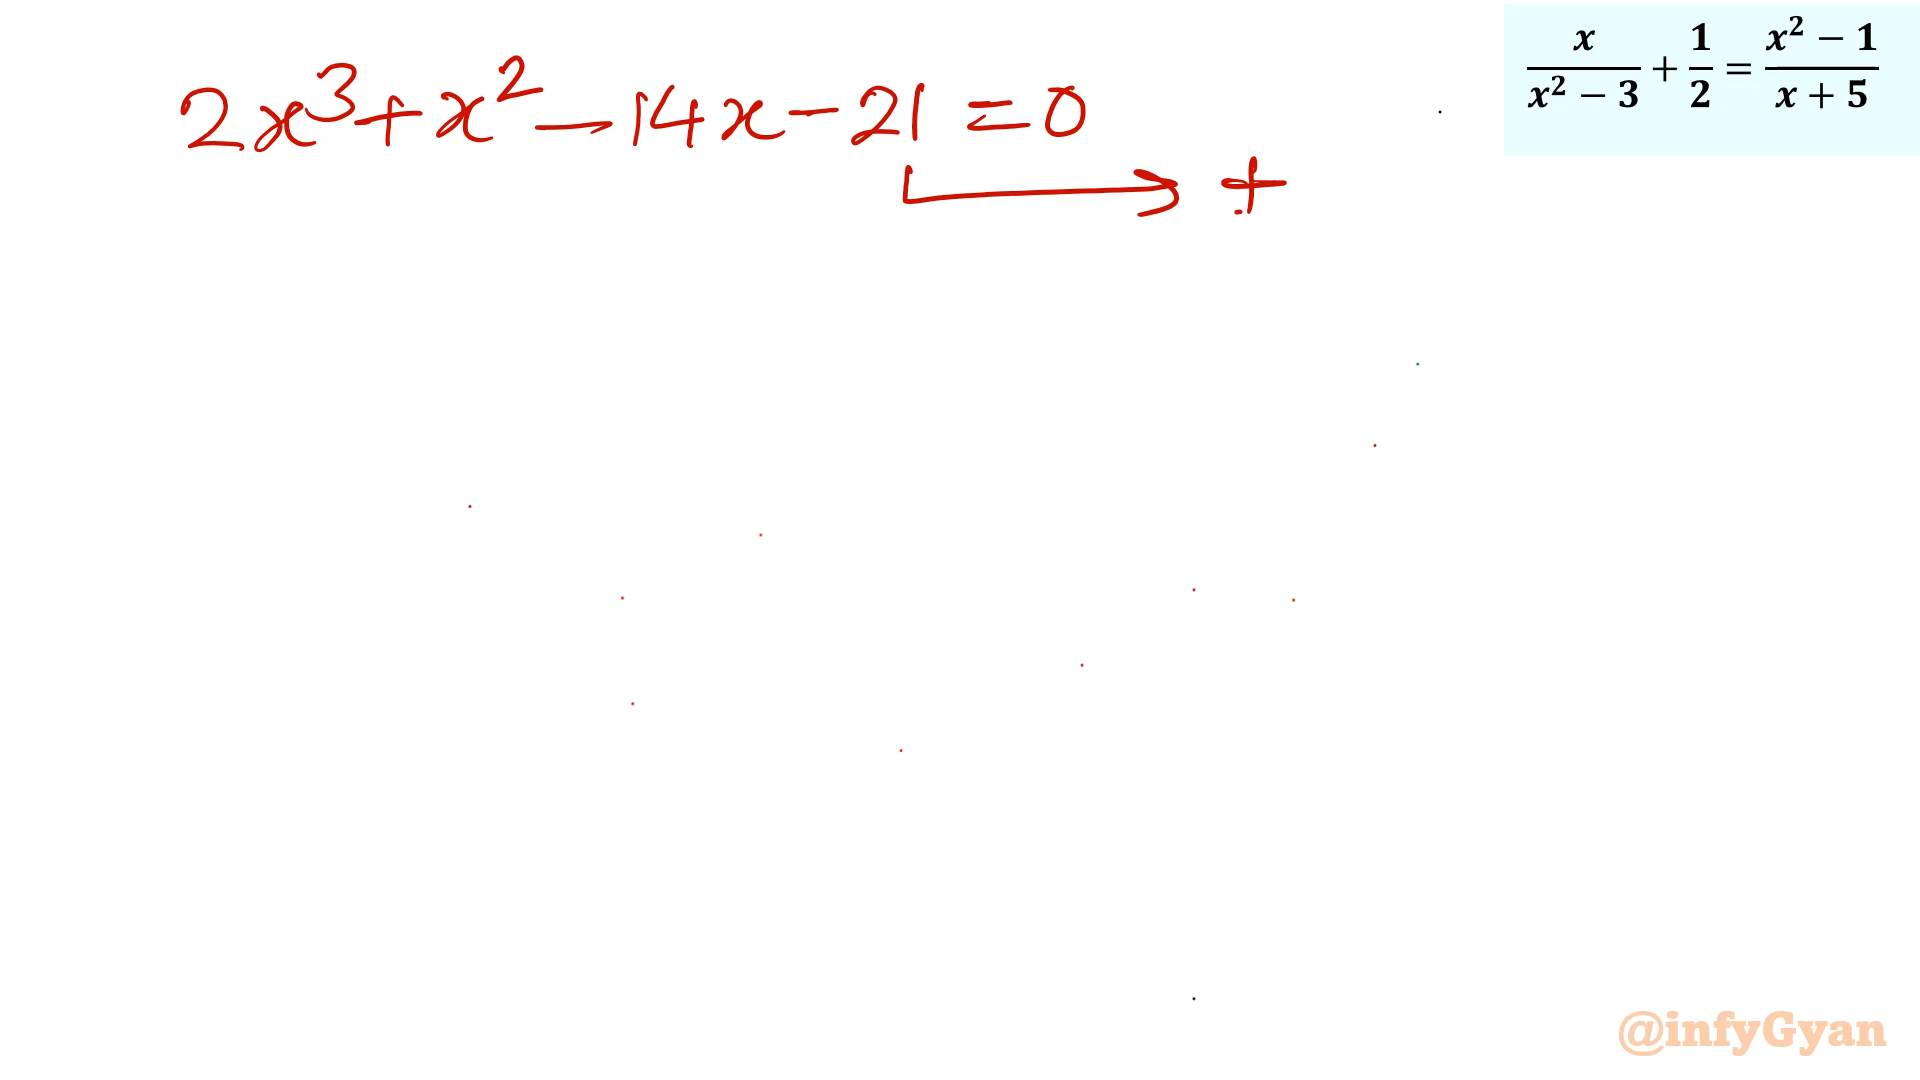 2x³+x²-14x-21=0
+
x/(x²−3) + 1/2 = (x²−1)/(x+5)
@infyGyan